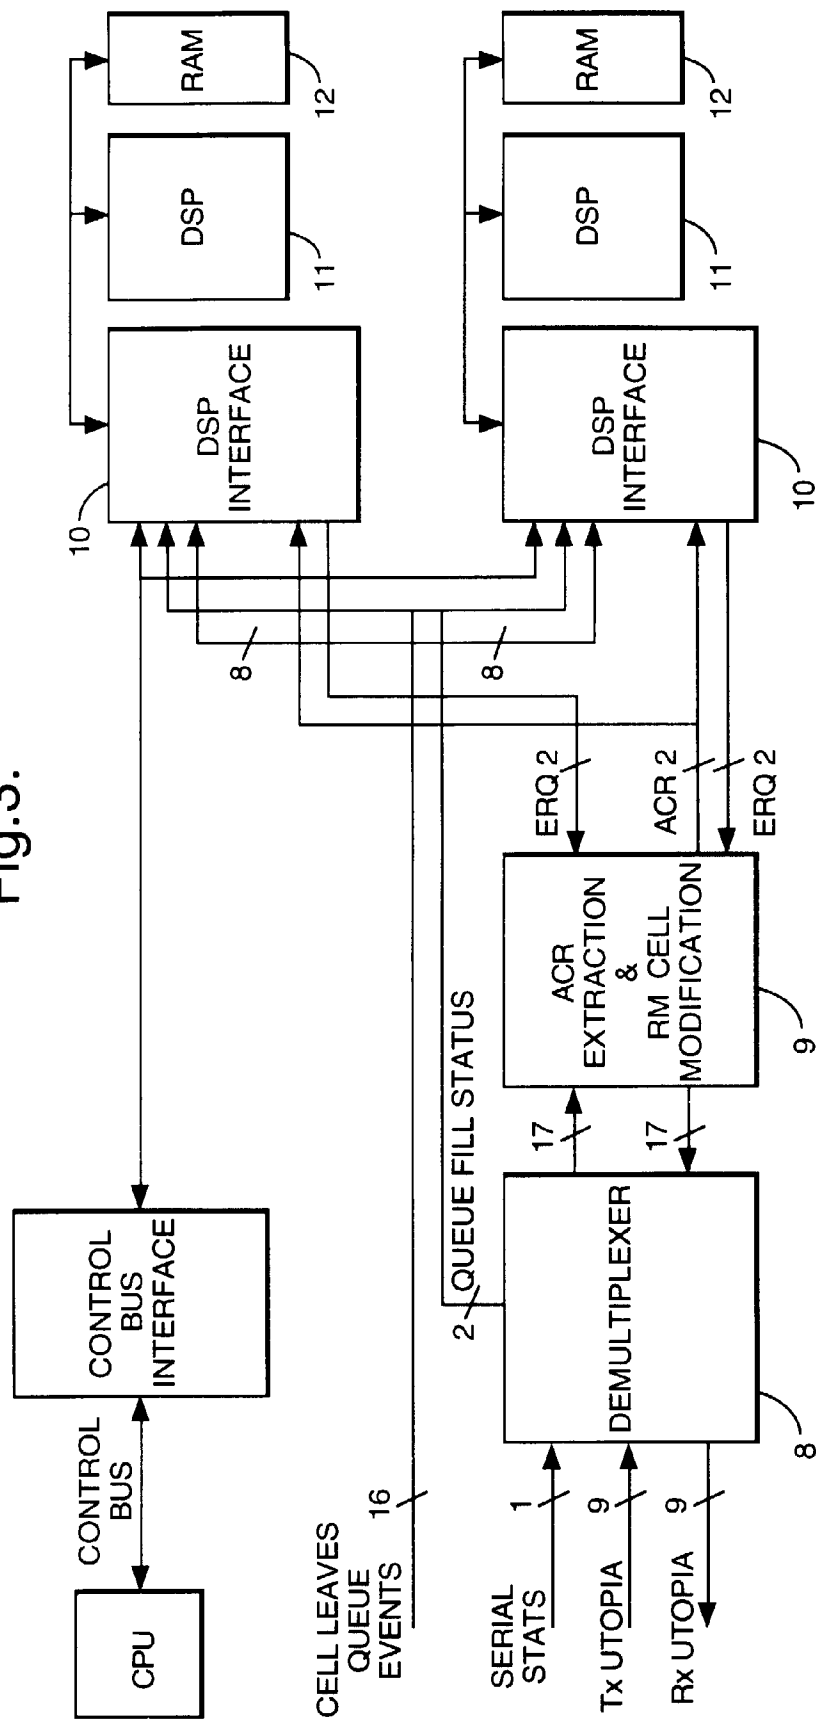 Fig.3.
CPU
CONTROL
BUS
CONTROL
BUS
INTERFACE
10
DSP
INTERFACE
DSP
11
RAM
12
CELL LEAVES
QUEUE
EVENTS
16
8
8
2
QUEUE FILL STATUS
SERIAL
STATS
1
Tx UTOPIA
9
Rx UTOPIA
9
DEMULTIPLEXER
8
17
17
ACR
EXTRACTION
&
RM CELL
MODIFICATION
9
ERQ 2
ACR 2
ERQ 2
DSP
INTERFACE
10
DSP
11
RAM
12